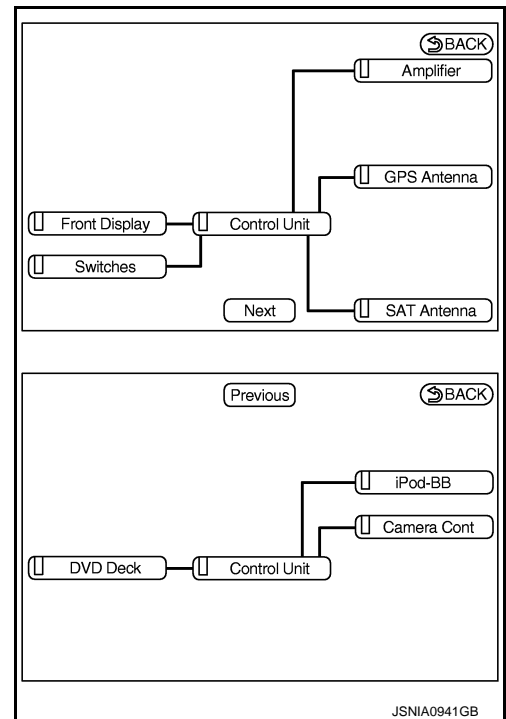 BACK
Amplifier
GPS Antenna
Front Display
Control Unit
Switches
Next
SAT Antenna
Previous
BACK
iPod-BB
Camera Cont
DVD Deck
Control Unit
JSNIA0941GB